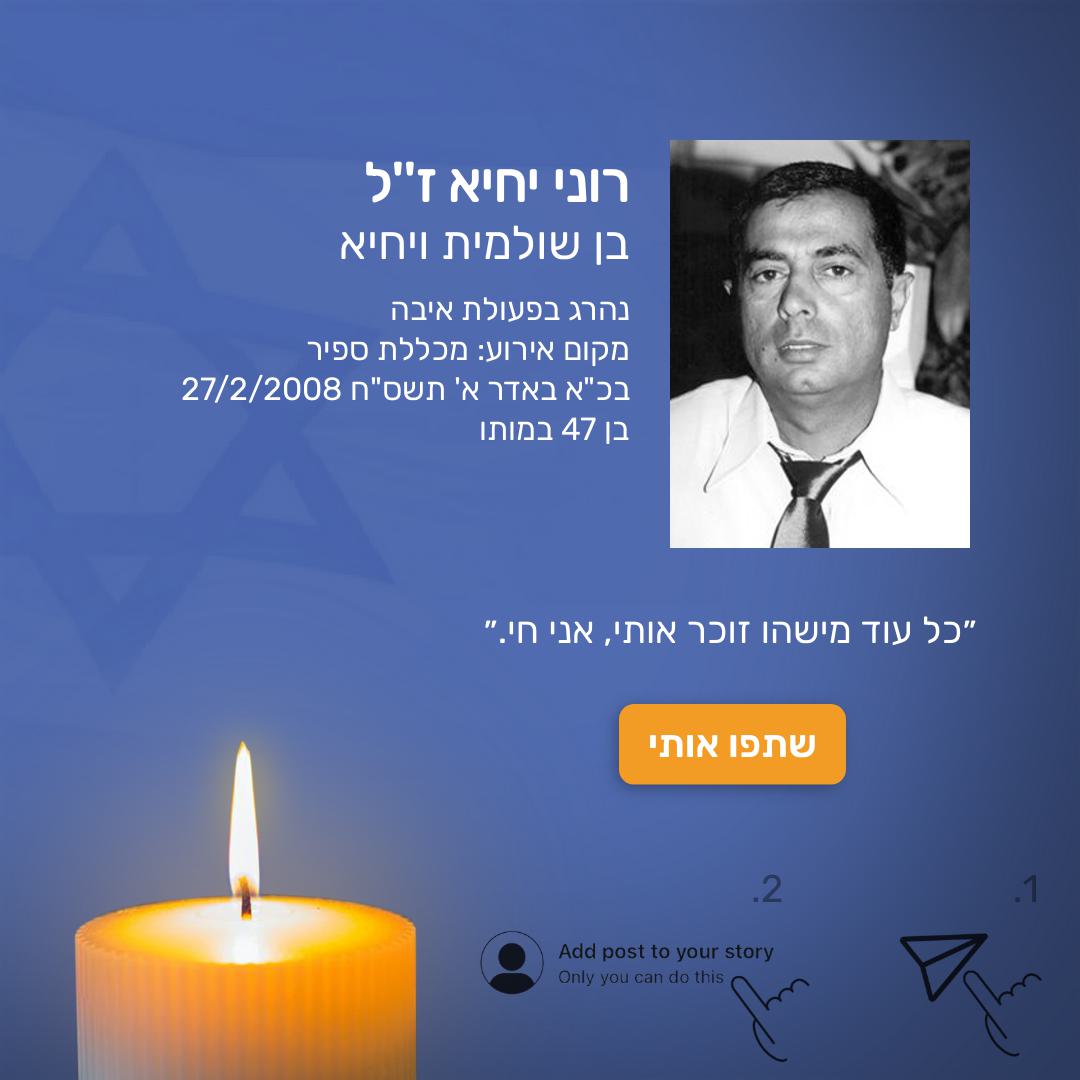 רוני יחיא ז"ל
בן שולמית ויחיא
נהרג בפעולת איבה
מקום אירוע: מכללת ספיר
בכ"א באדר א' תשס"ח 27/2/2008
בן 47 במותו
״כל עוד מישהו זוכר אותי, אני חי.״
שתפו אותי
1.
2.
Add post to your story
Only you can do this